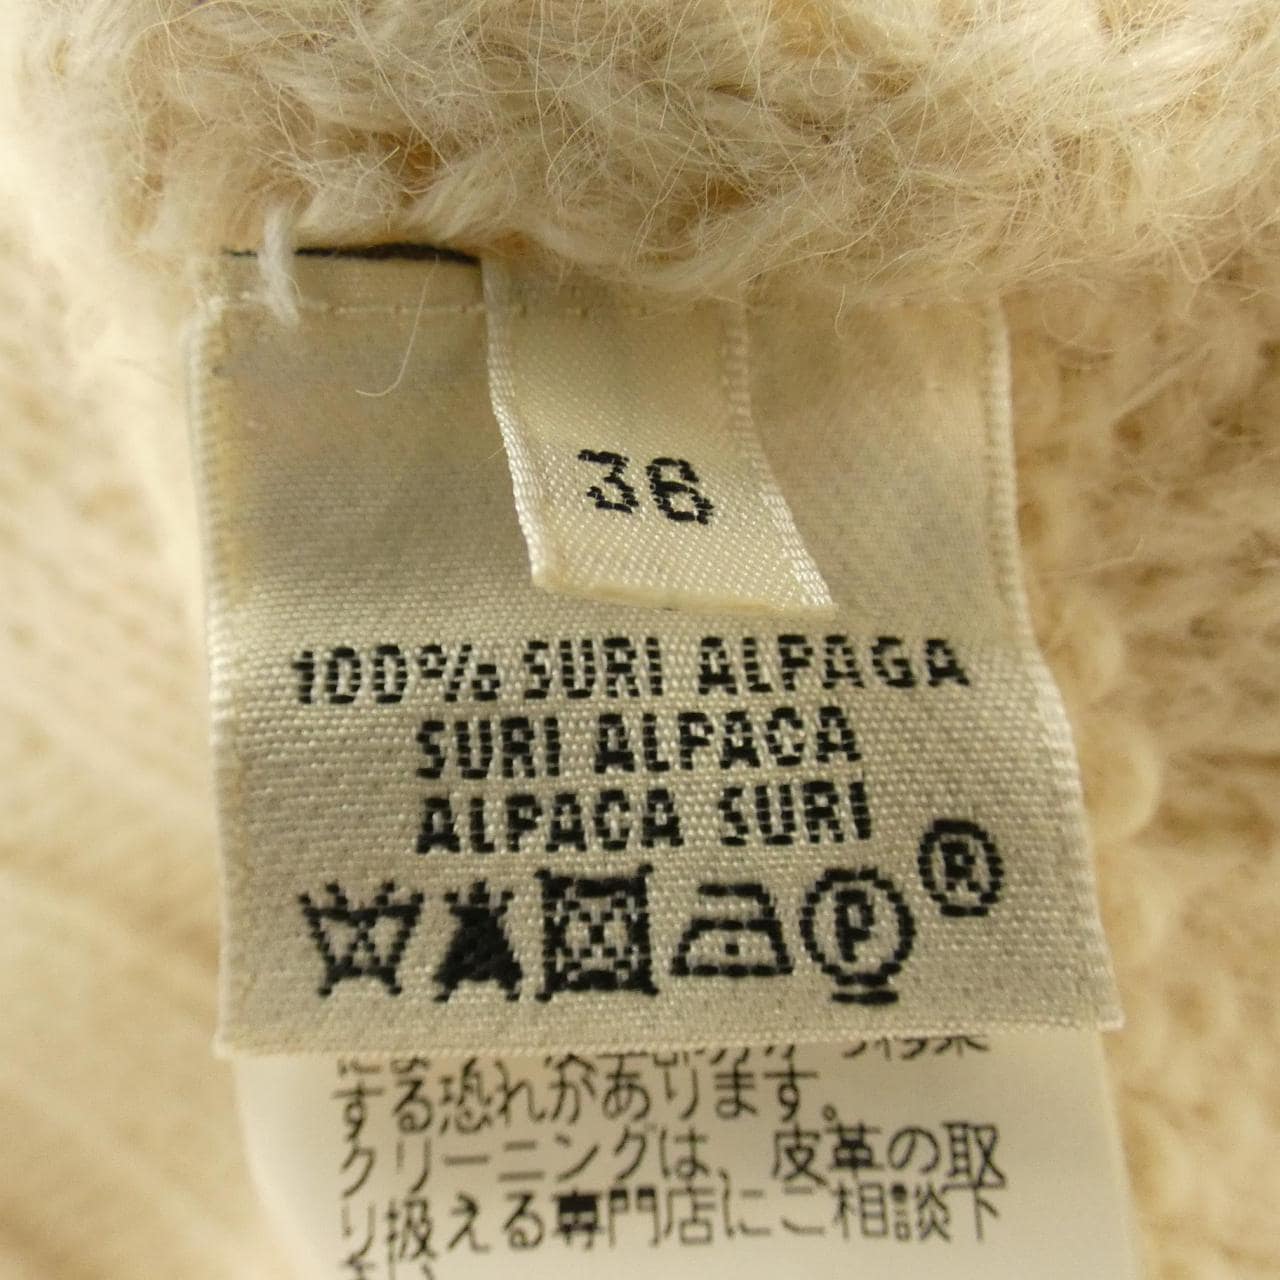 36
100% SURI ALPAGA
SURI ALPACA
ALPACA SURI
P
®
する恐れがあります。
クリーニングは、皮革の取
り扱える専門店にご相談下